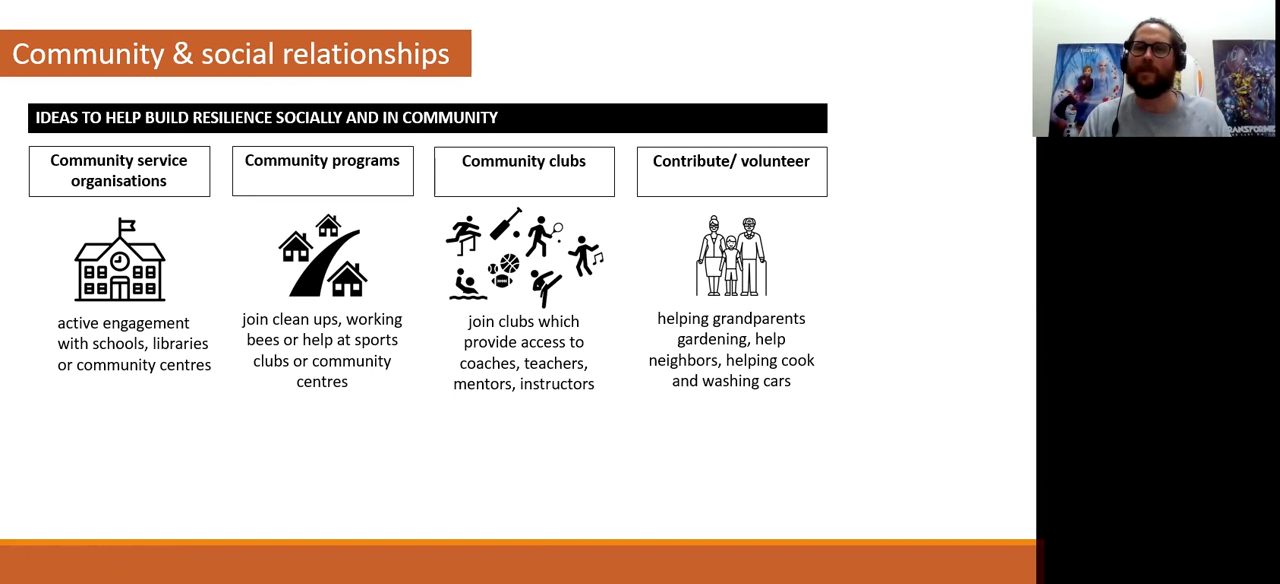 Community & social relationships
IDEAS TO HELP BUILD RESILIENCE SOCIALLY AND IN COMMUNITY
Community service
organisations
Community programs
Community clubs
Contribute/ volunteer
active engagement
with schools, libraries
or community centres
join clean ups, working
bees or help at sports
clubs or community
centres
join clubs which
provide access to
coaches, teachers,
mentors, instructors
helping grandparents
gardening, help
neighbors, helping cook
and washing cars